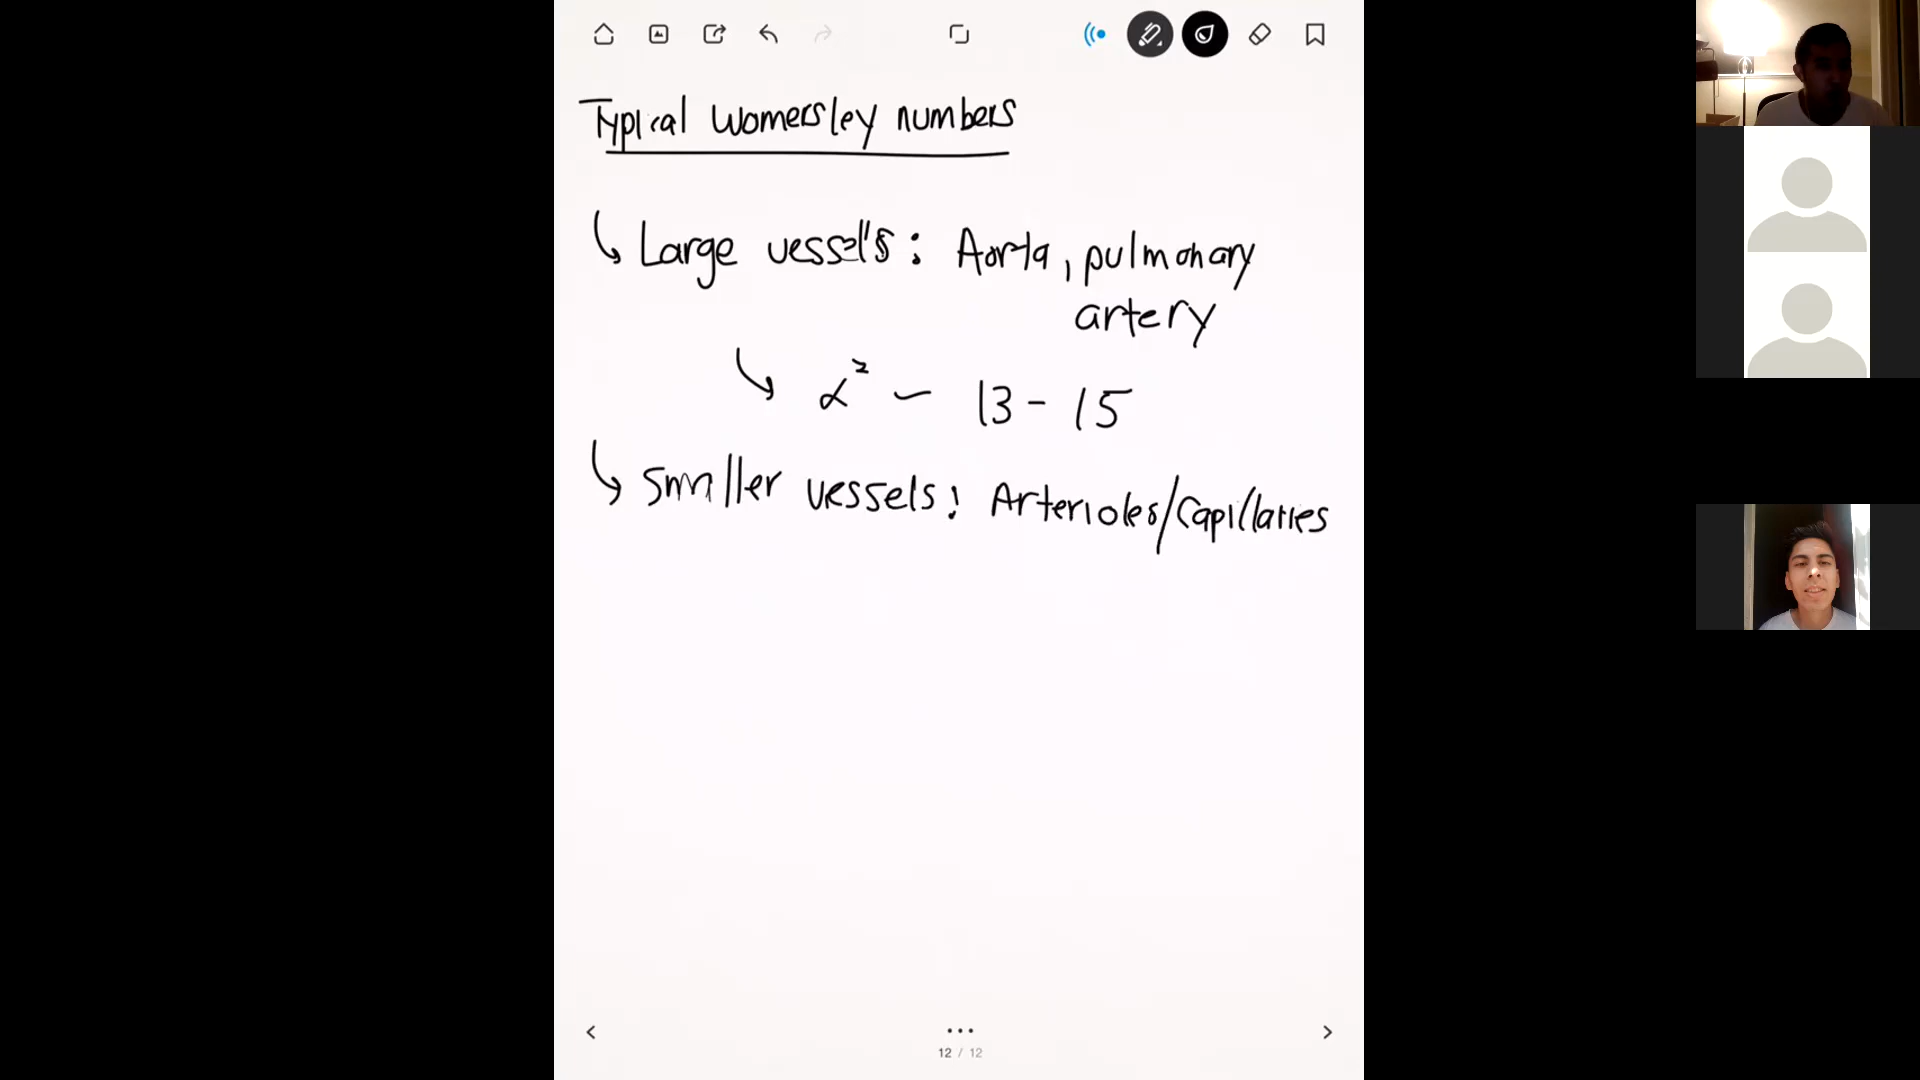 Typical Womersley numbers
Large vessels: Aorta, pulmonary
artery
α² ~ 13 - 15
Smaller vessels: Arterioles/Capillaries
12 / 12